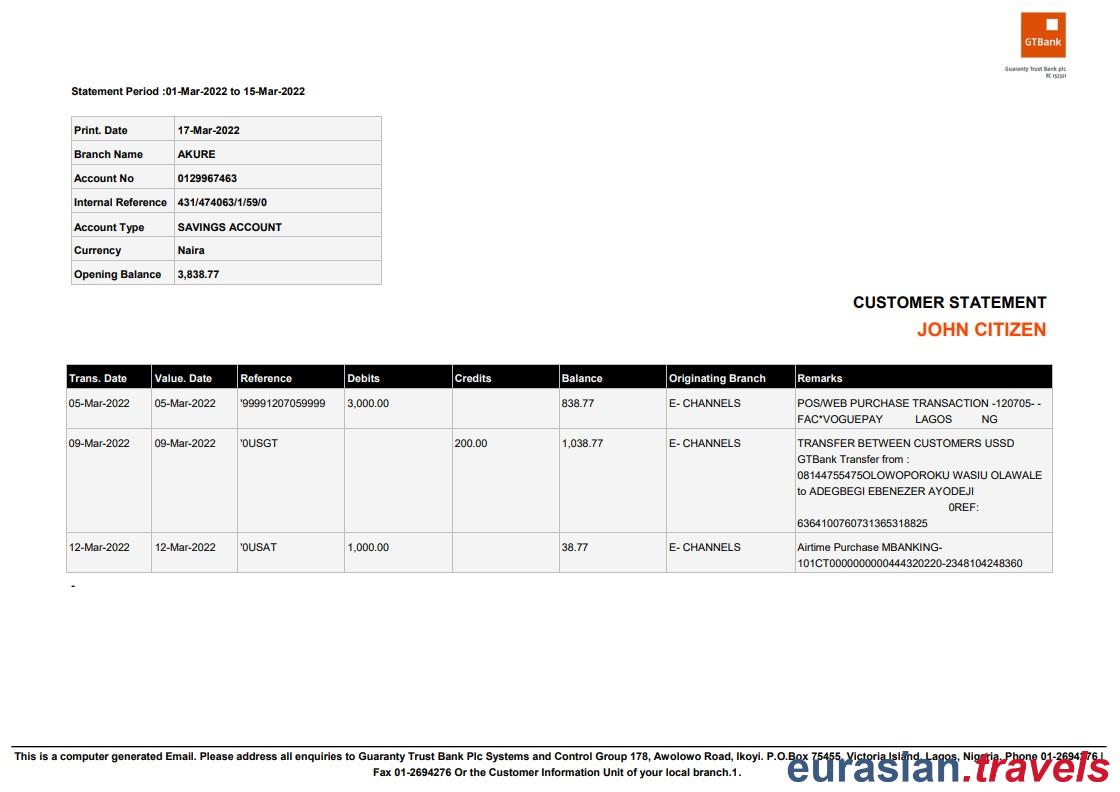 GTBank
Guaranty Trust Bank plc
RC 152321
Statement Period :01-Mar-2022 to 15-Mar-2022
Print. Date 17-Mar-2022
Branch Name AKURE
Account No 0129967463
Internal Reference 431/474063/1/59/0
Account Type SAVINGS ACCOUNT
Currency Naira
Opening Balance 3,838.77
CUSTOMER STATEMENT
JOHN CITIZEN
Trans. Date Value. Date Reference Debits Credits Balance Originating Branch Remarks
05-Mar-2022 05-Mar-2022 '99991207059999 3,000.00 838.77 E- CHANNELS POS/WEB PURCHASE TRANSACTION -120705- -
FAC*VOGUEPAY LAGOS NG
09-Mar-2022 09-Mar-2022 '0USGT 200.00 1,038.77 E- CHANNELS TRANSFER BETWEEN CUSTOMERS USSD
GTBank Transfer from :
08144755475OLOWOPOROKU WASIU OLAWALE
to ADEGBEGI EBENEZER AYODEJI
0REF:
6364100760731365318825
12-Mar-2022 12-Mar-2022 '0USAT 1,000.00 38.77 E- CHANNELS Airtime Purchase MBANKING-
101CT0000000000444320220-2348104248360
-
This is a computer generated Email. Please address all enquiries to Guaranty Trust Bank Plc Systems and Control Group 178, Awolowo Road, Ikoyi. P.O.Box 75455, Victoria Island, Lagos, Nigeria. Phone 01-2694276 |
Fax 01-2694276 Or the Customer Information Unit of your local branch.1 .
eurasian.travels